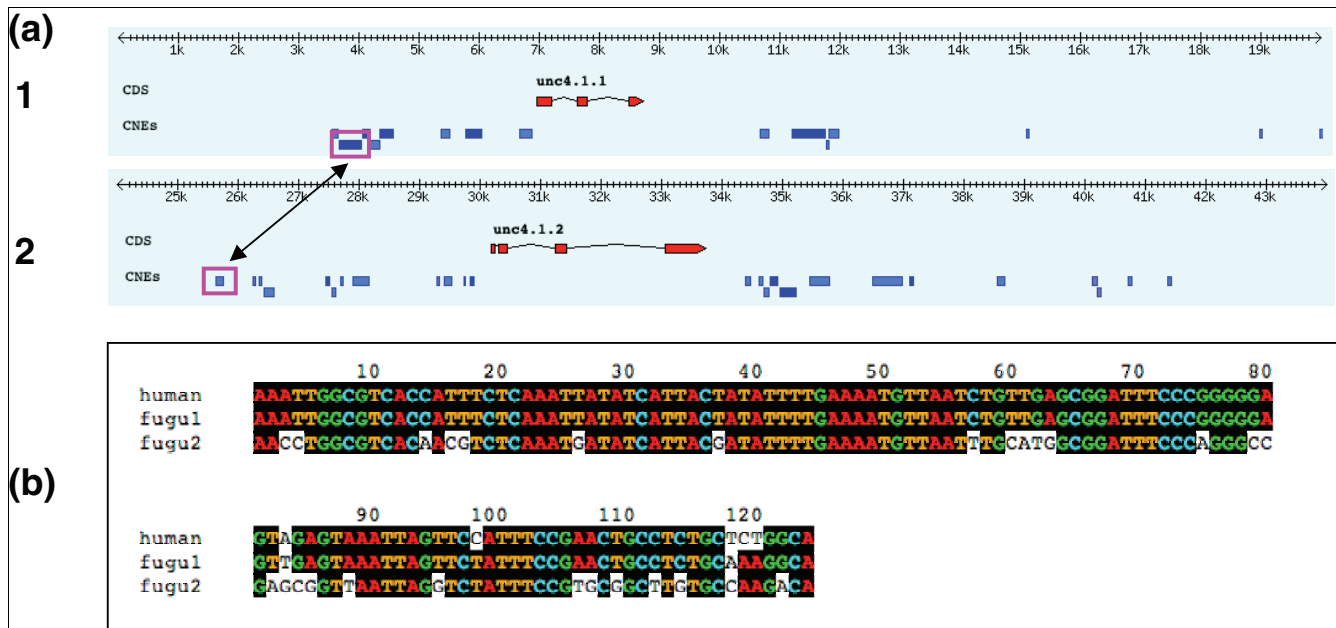 (a)
1k 2k 3k 4k 5k 6k 7k 8k 9k 10k 11k 12k 13k 14k 15k 16k 17k 18k 19k
1
unc4.1.1
CDS
CNEs
25k 26k 27k 28k 29k 30k 31k 32k 33k 34k 35k 36k 37k 38k 39k 40k 41k 42k 43k
2
unc4.1.2
CDS
CNEs
(b)
10 20 30 40 50 60 70 80
human AAATTGGCGTCACCATTTCTCAAATTATATCATTACTATATTTTGAAAATGTTAATCTGTTGAGCGGATTTCCCGGGGGA
fugu1 AAATTGGCGTCACCATTTCTCAAATTATATCATTACTATATTTTGAAAATGTTAATCTGTTGAGCGGATTTCCCGGGGGA
fugu2 AACCTGGCGTCACAACGTCTCAAATGATATCATTACGATATTTTGAAAATGTTAATTTGCATGGCGGATTTCCCAGGGCC
90 100 110 120
human GTAGAGTAAATTAGTTCCATTTCCGAACTGCCTCTGCTCTGGCA
fugu1 GTTGAGTAAATTAGTTCTATTTCCGAACTGCCTCTGCAAAGGCA
fugu2 GAGCGGTTAATTAGGTCTATTTCCGTGCGGCTTGTGCCAAGACA